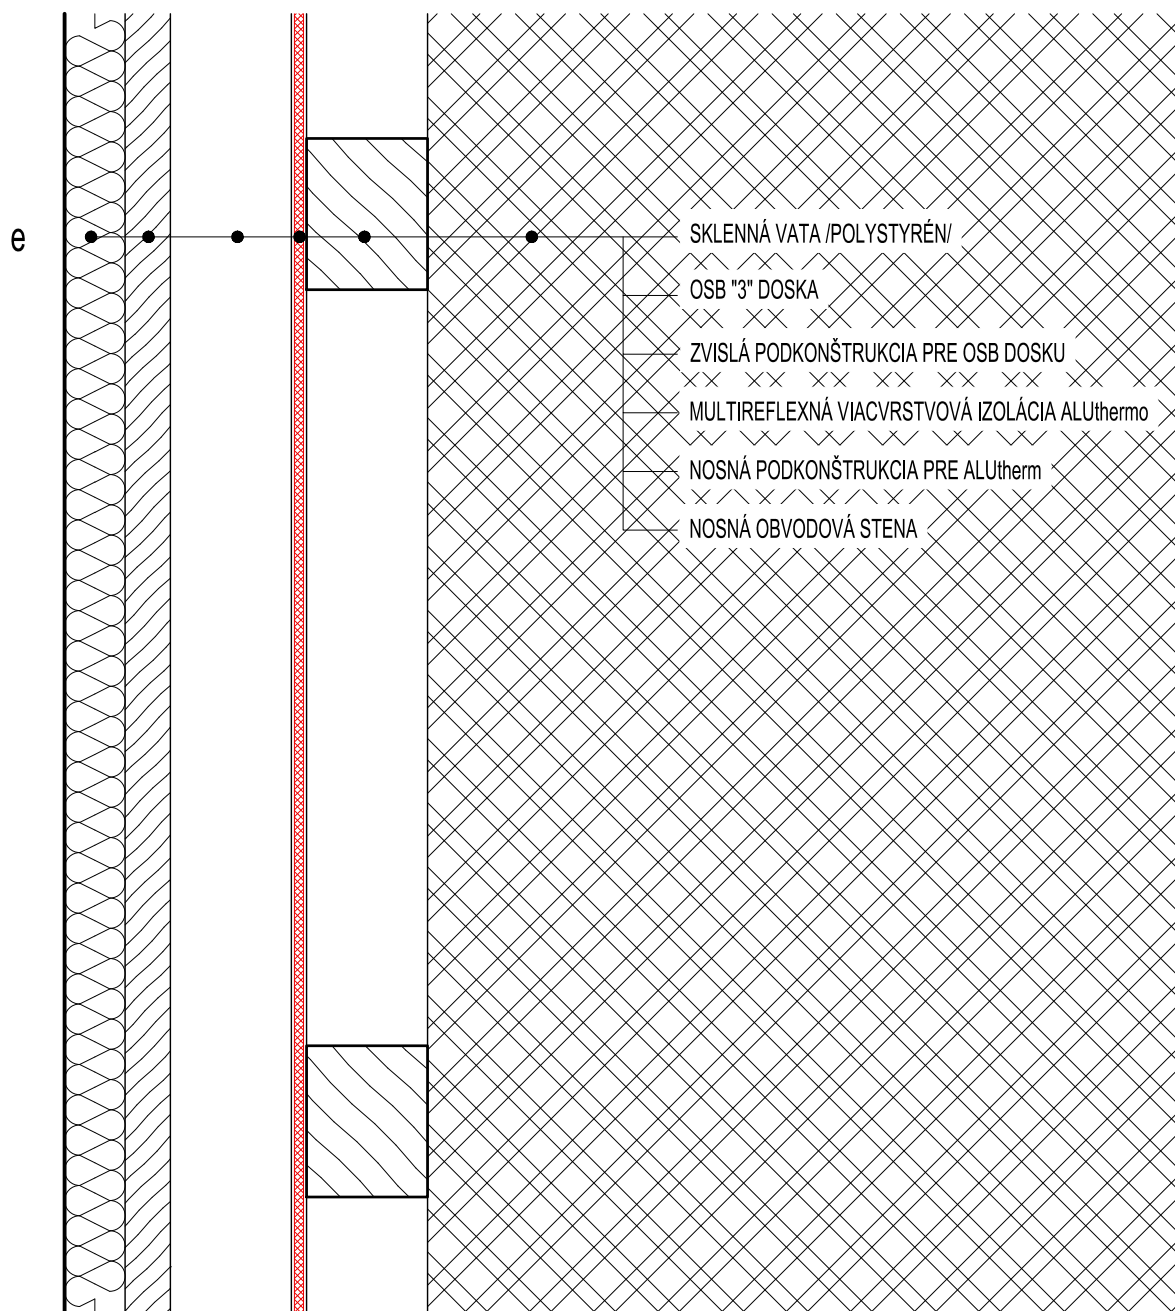 e
SKLENNÁ VATA /POLYSTYRÉN/
OSB "3" DOSKA
ZVISLÁ PODKONŠTRUKCIA PRE OSB DOSKU
MULTIREFLEXNÁ VIACVRSTVOVÁ IZOLÁCIA ALUthermo
NOSNÁ PODKONŠTRUKCIA PRE ALUtherm
NOSNÁ OBVODOVÁ STENA